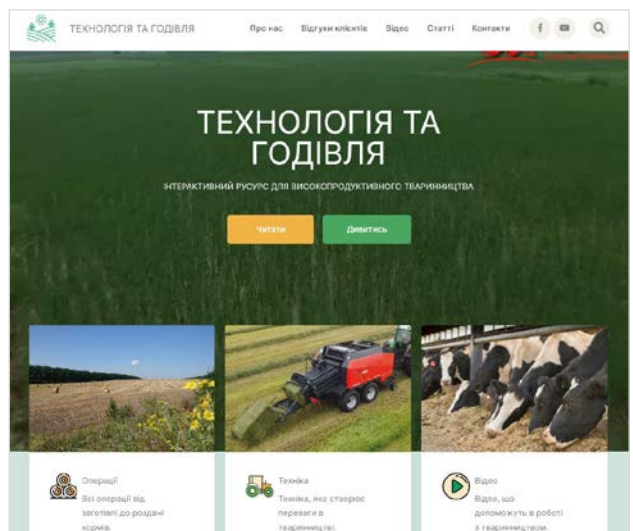 ТЕХНОЛОГІЯ ТА ГОДІВЛЯ
Про нас Відгуки клієнтів Відео Статті Контакти
ТЕХНОЛОГІЯ ТА
ГОДІВЛЯ
ІНТЕРАКТИВНИЙ РУСУРС ДЛЯ ВИСОКОПРОДУКТИВНОГО ТВАРИННИЦТВА
Читати
Дивитись
Операції
Всі операції від
заготівлі до роздачі
кормів.
Техніка
Техніка, яка створює
переваги в
тваринництві.
Відео
Відео, що
допоможуть в роботі
з тваринництвом.